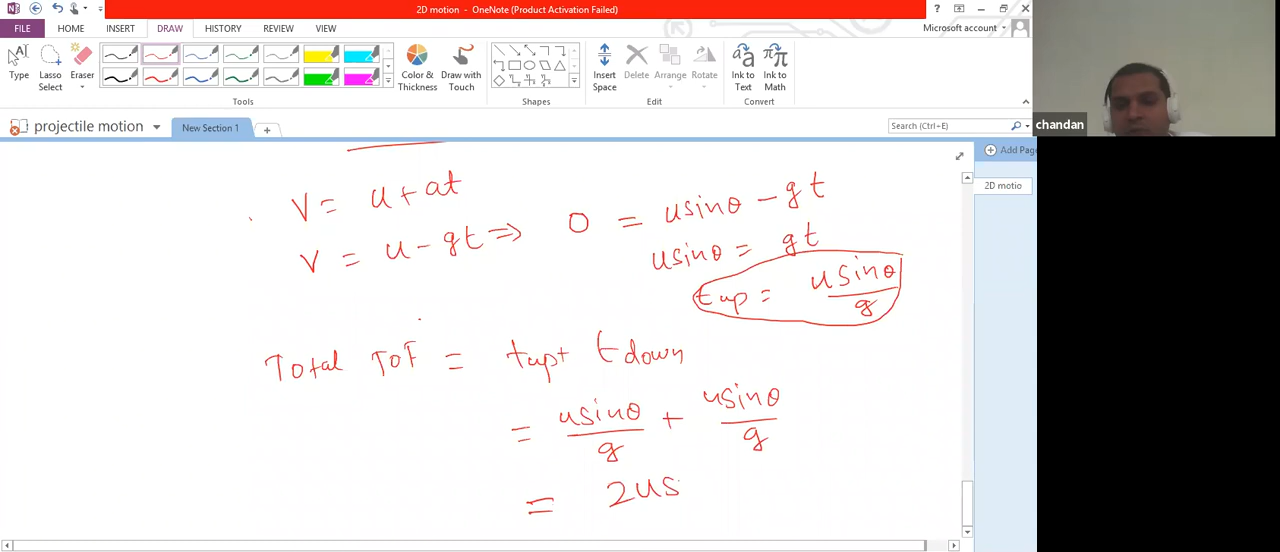 2D motion - OneNote (Product Activation Failed)
FILE HOME INSERT DRAW HISTORY REVIEW VIEW
Microsoft account
Type
Lasso Select
Eraser
Color & Thickness
Draw with Touch
Insert Space
Delete
Arrange
Rotate
Ink to Text
Ink to Math
Tools
Shapes
Edit
Convert
projectile motion
New Section 1
Search (Ctrl+E)
Add Page
2D motio
chandan
V = u + at
V = u - gt ⇒ 0 = usinθ - gt
usinθ = gt
tup = usinθ/g
Total ToF = tup + tdown
= usinθ/g + usinθ/g
= 2us